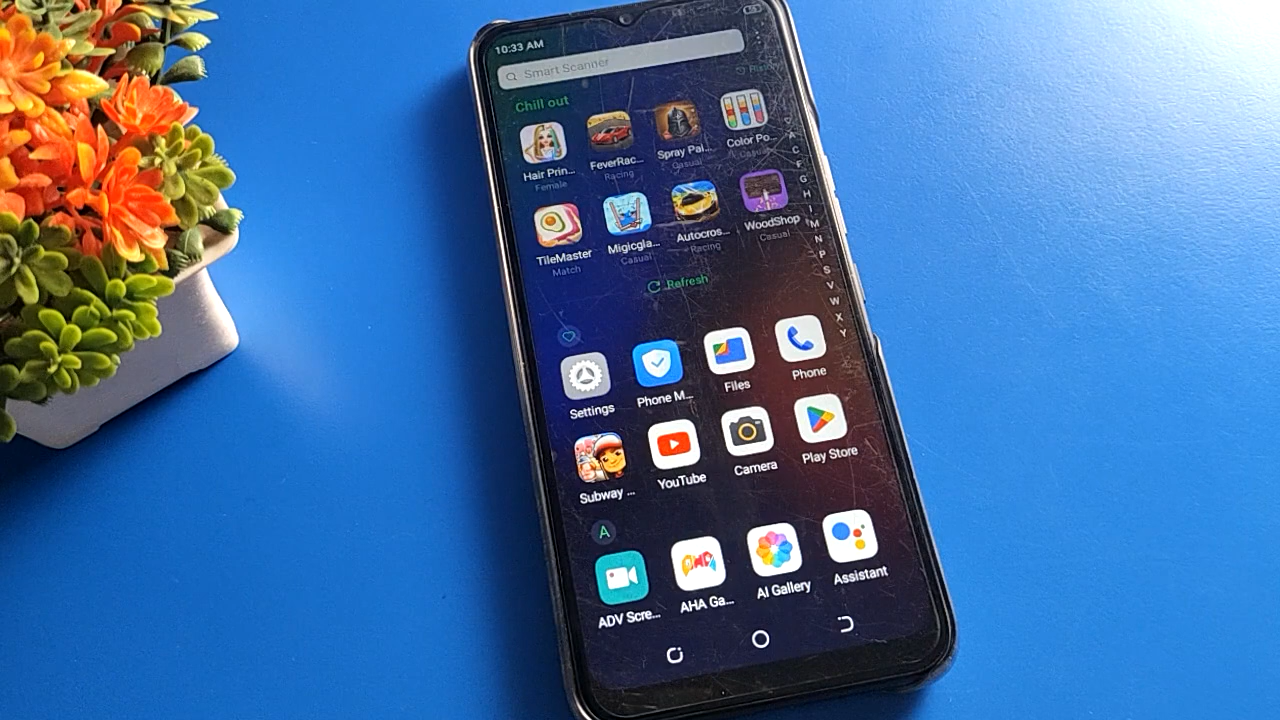 10:33 AM
Smart Scanner
Chill out
Hair Prin... FeverRac... Spray Pai... Color Po...
Female Racing Casual Casual
TileMaster Migicgla... Autocros... WoodShop
Match Casual Racing Casual
Refresh
A
C
F
G
H
I
M
N
P
S
V
W
X
Y
Settings Phone M... Files Phone
Subway ... YouTube Camera Play Store
A
ADV Scre... AHA Ga... AI Gallery Assistant